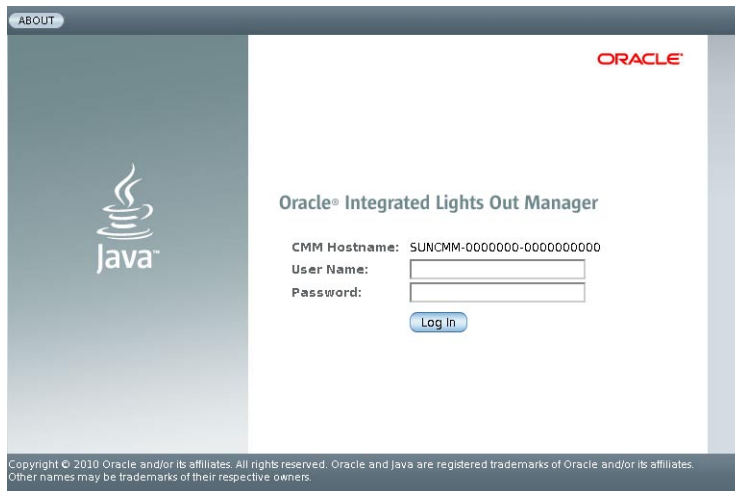 ABOUT
ORACLE
Java™
Oracle® Integrated Lights Out Manager
CMM Hostname: SUNCMM-0000000-0000000000
User Name:
Password:
Log In
Copyright © 2010 Oracle and/or its affiliates. All rights reserved. Oracle and Java are registered trademarks of Oracle and/or its affiliates.
Other names may be trademarks of their respective owners.